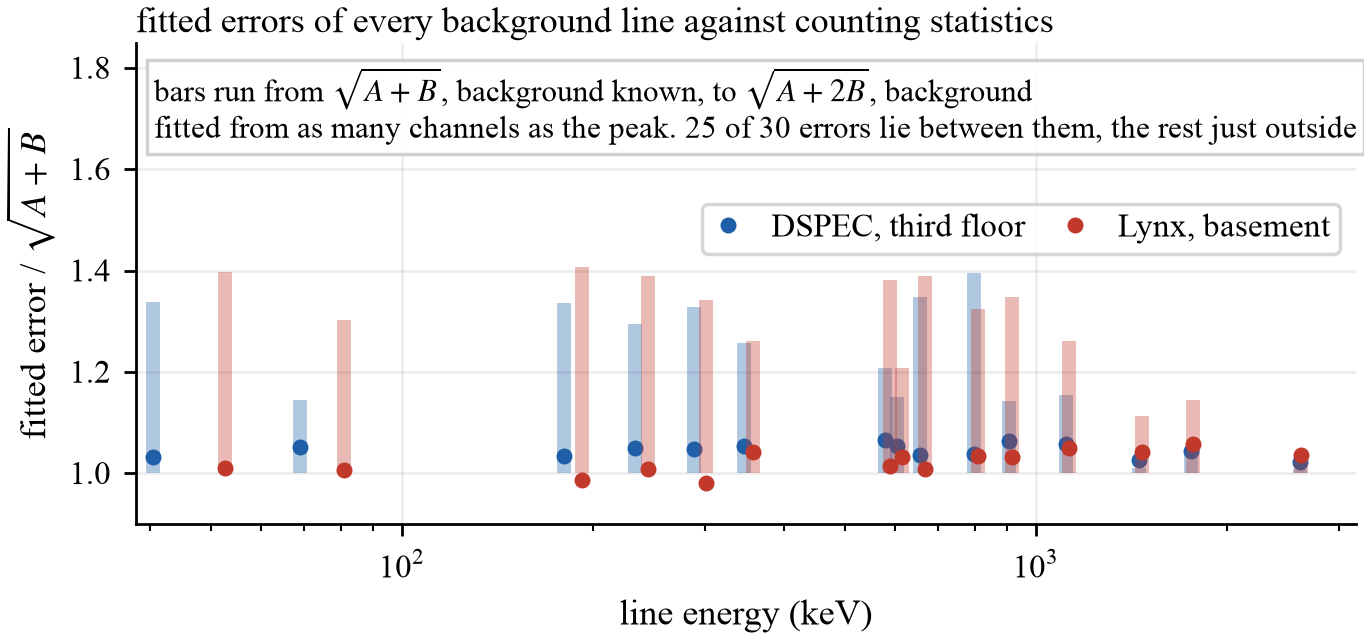 fitted errors of every background line against counting statistics
bars run from √(A + B), background known, to √(A + 2B), background
fitted from as many channels as the peak. 25 of 30 errors lie between them, the rest just outside
DSPEC, third floor
Lynx, basement
fitted error / √(A + B)
1.8
1.6
1.4
1.2
1.0
10²
10³
line energy (keV)